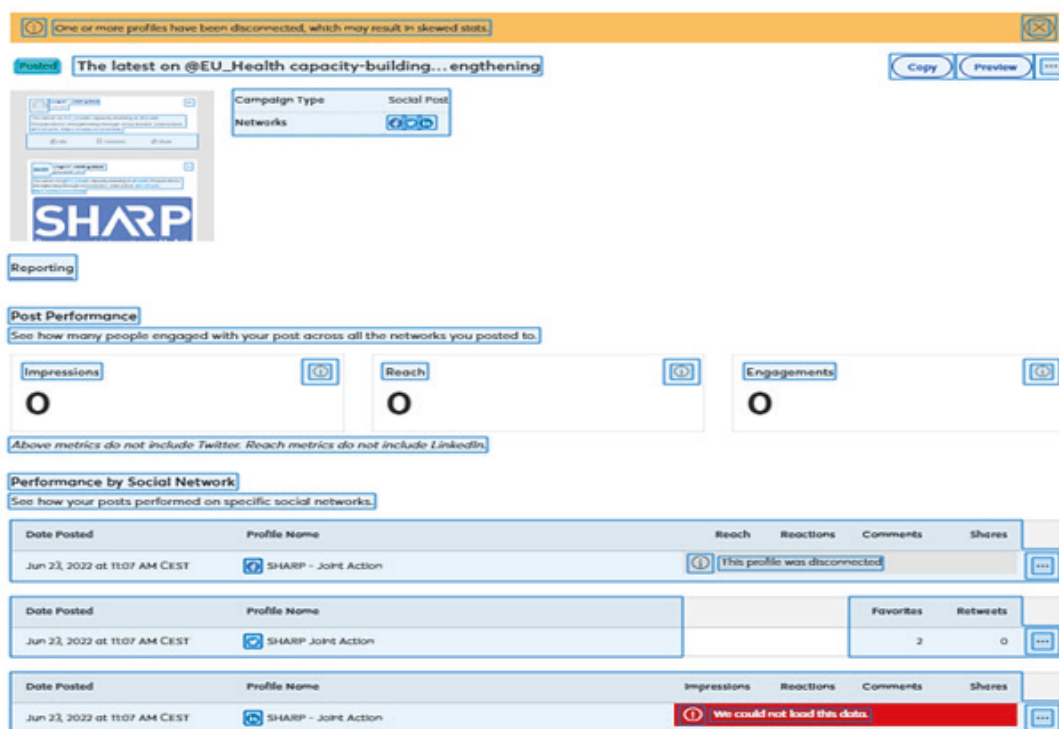 One or more profiles have been disconnected, which may result in skewed stats.
Posted The latest on @EU_Health capacity-building... engthening Copy Preview
Campaign Type Social Post
Networks
SHARP
Reporting
Post Performance
See how many people engaged with your post across all the networks you posted to.
Impressions Reach Engagements
0 0 0
Above metrics do not include Twitter. Reach metrics do not include LinkedIn.
Performance by Social Network
See how your posts performed on specific social networks.
Date Posted Profile Name Reach Reactions Comments Shares
Jun 23, 2022 at 11:07 AM CEST SHARP - Joint Action This profile was disconnected
Date Posted Profile Name Favorites Retweets
Jun 23, 2022 at 11:07 AM CEST SHARP Joint Action 2 0
Date Posted Profile Name Impressions Reactions Comments Shares
Jun 23, 2022 at 11:07 AM CEST SHARP - Joint Action We could not load this data.